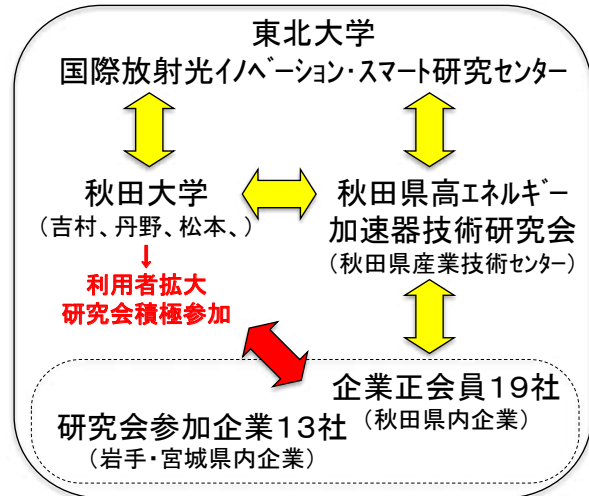 東北大学
国際放射光イノベーション・スマート研究センター
秋田大学
(吉村、丹野、松本、)
↓
利用者拡大
研究会積極参加
秋田県高エネルギー
加速器技術研究会
(秋田県産業技術センター)
企業正会員19社
(秋田県内企業)
研究会参加企業13社
(岩手・宮城県内企業)